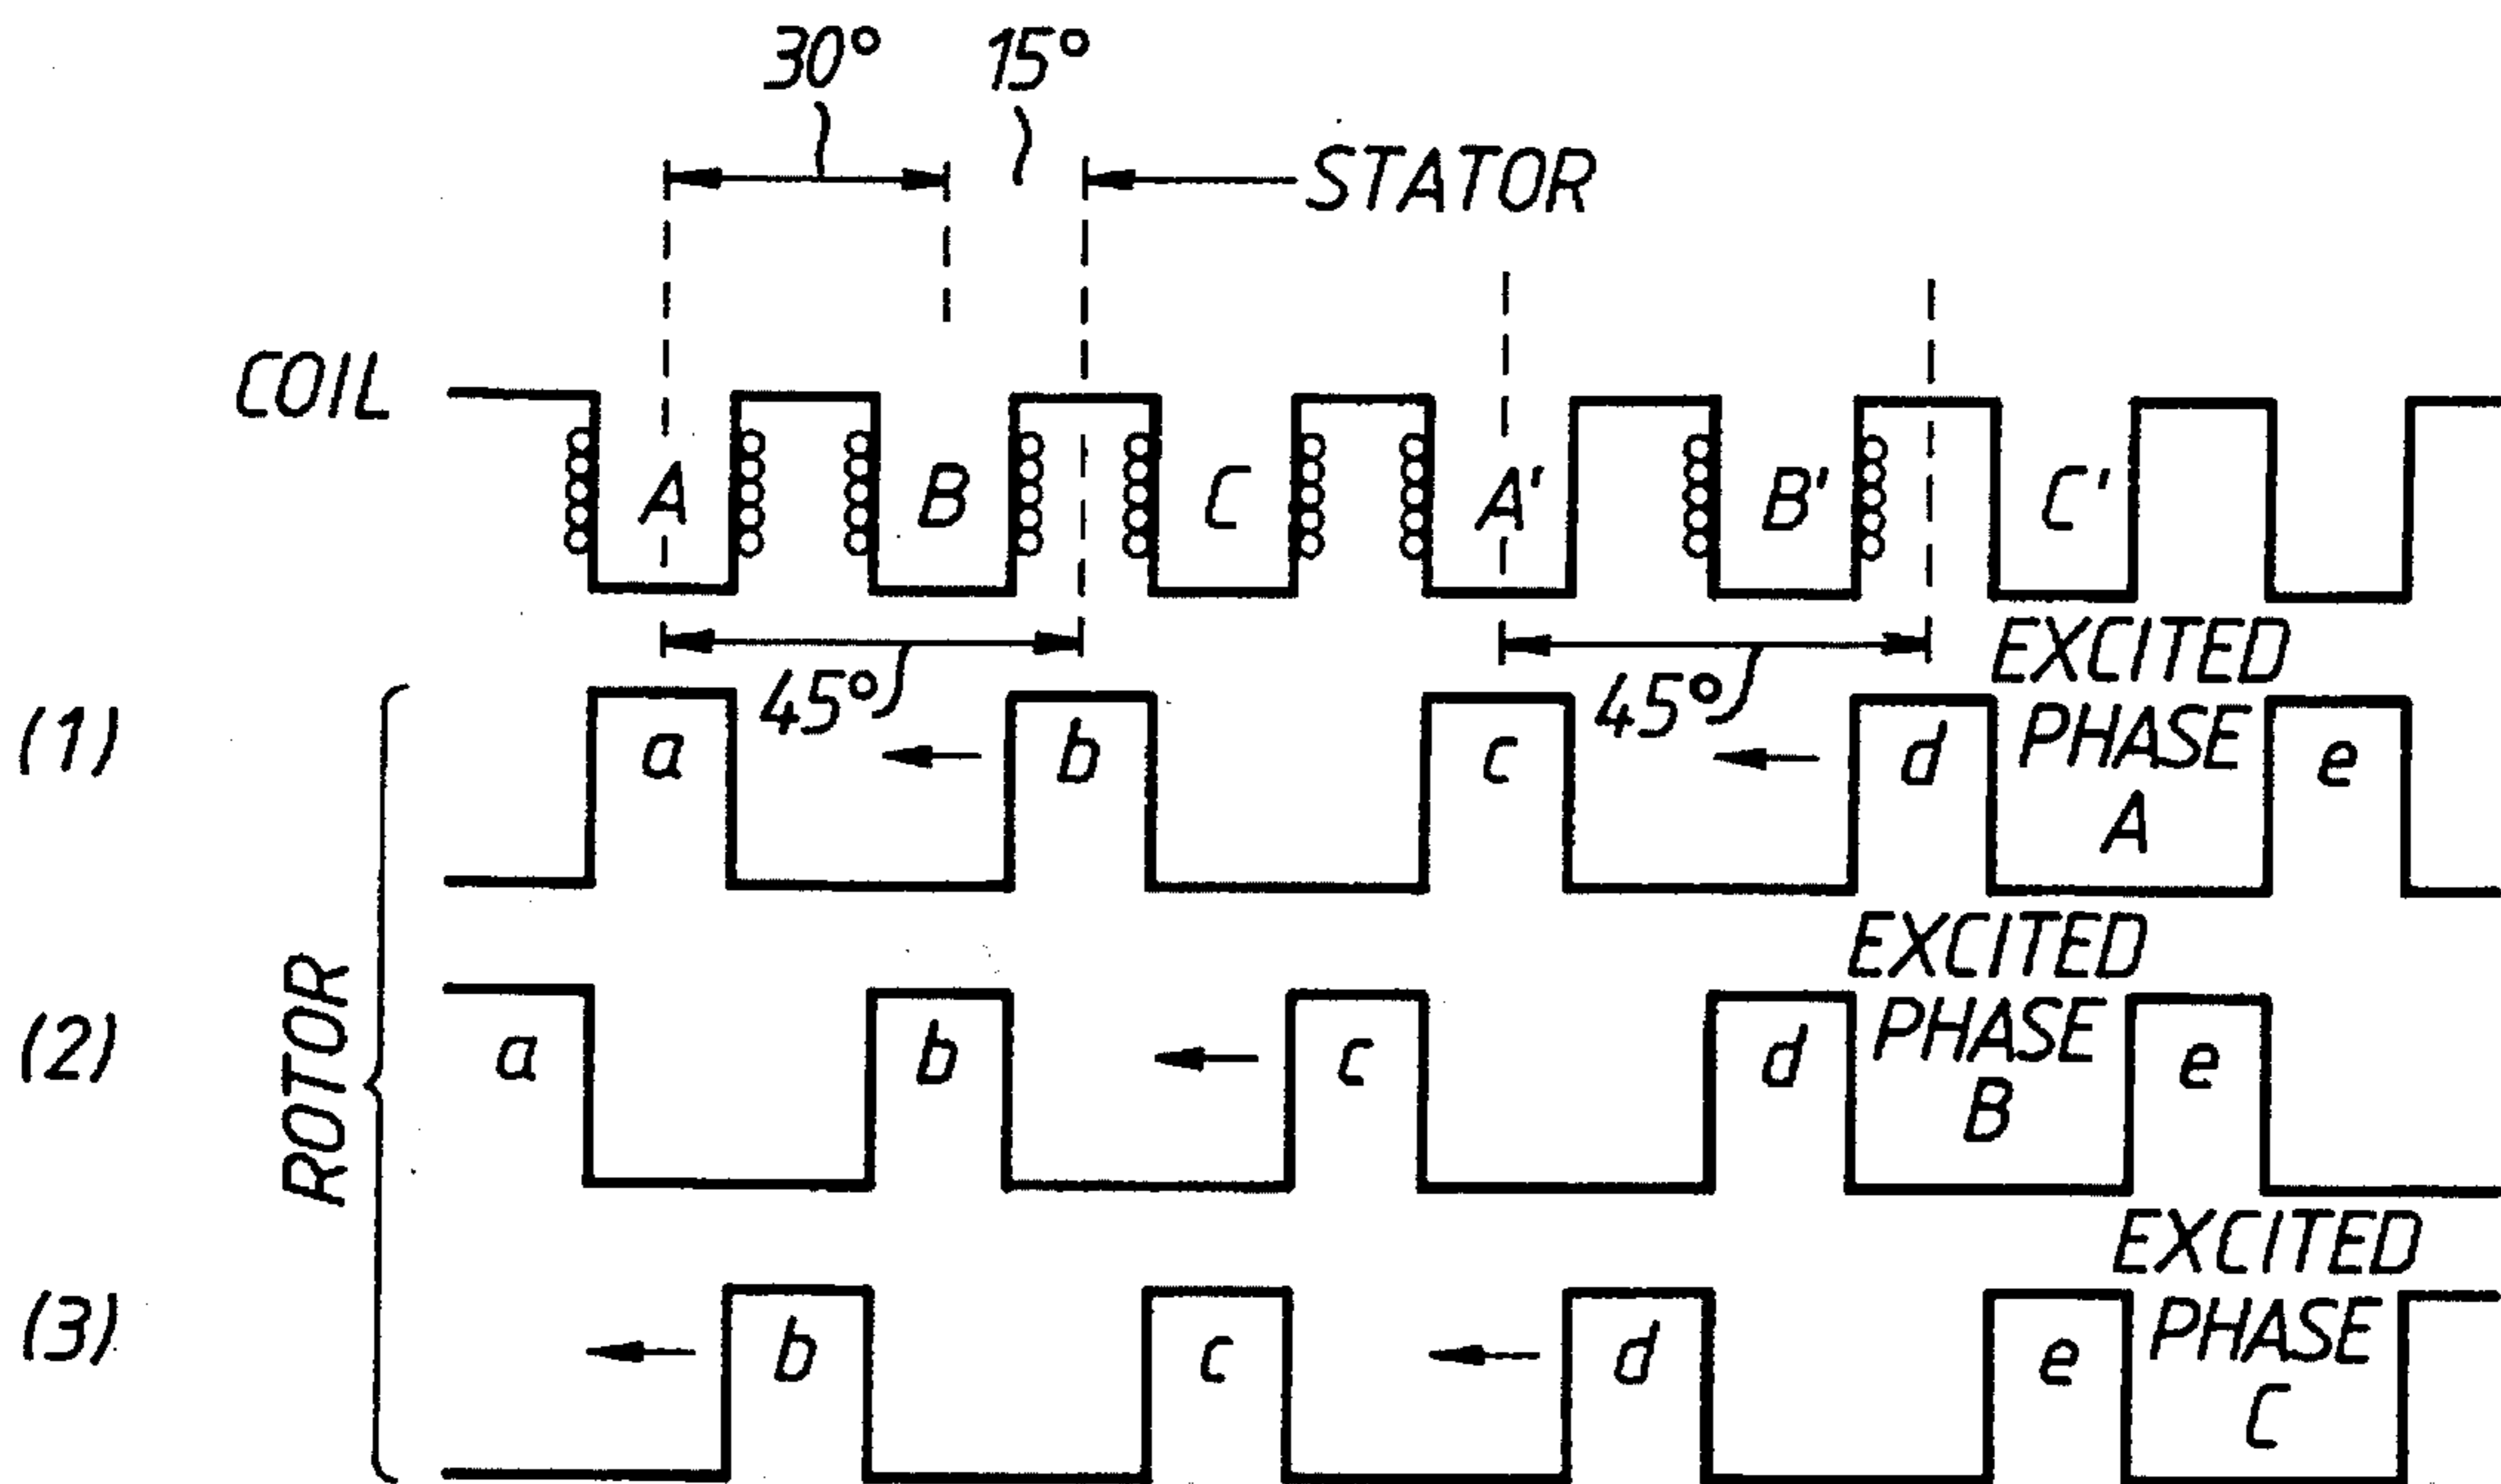 30° 15°
STATOR
COIL
A B C A' B' C'
45° 45°
EXCITED
PHASE
A
(1)
a b c d e
ROTOR
EXCITED
PHASE
B
(2)
a b c d e
EXCITED
PHASE
C
(3)
b c d e